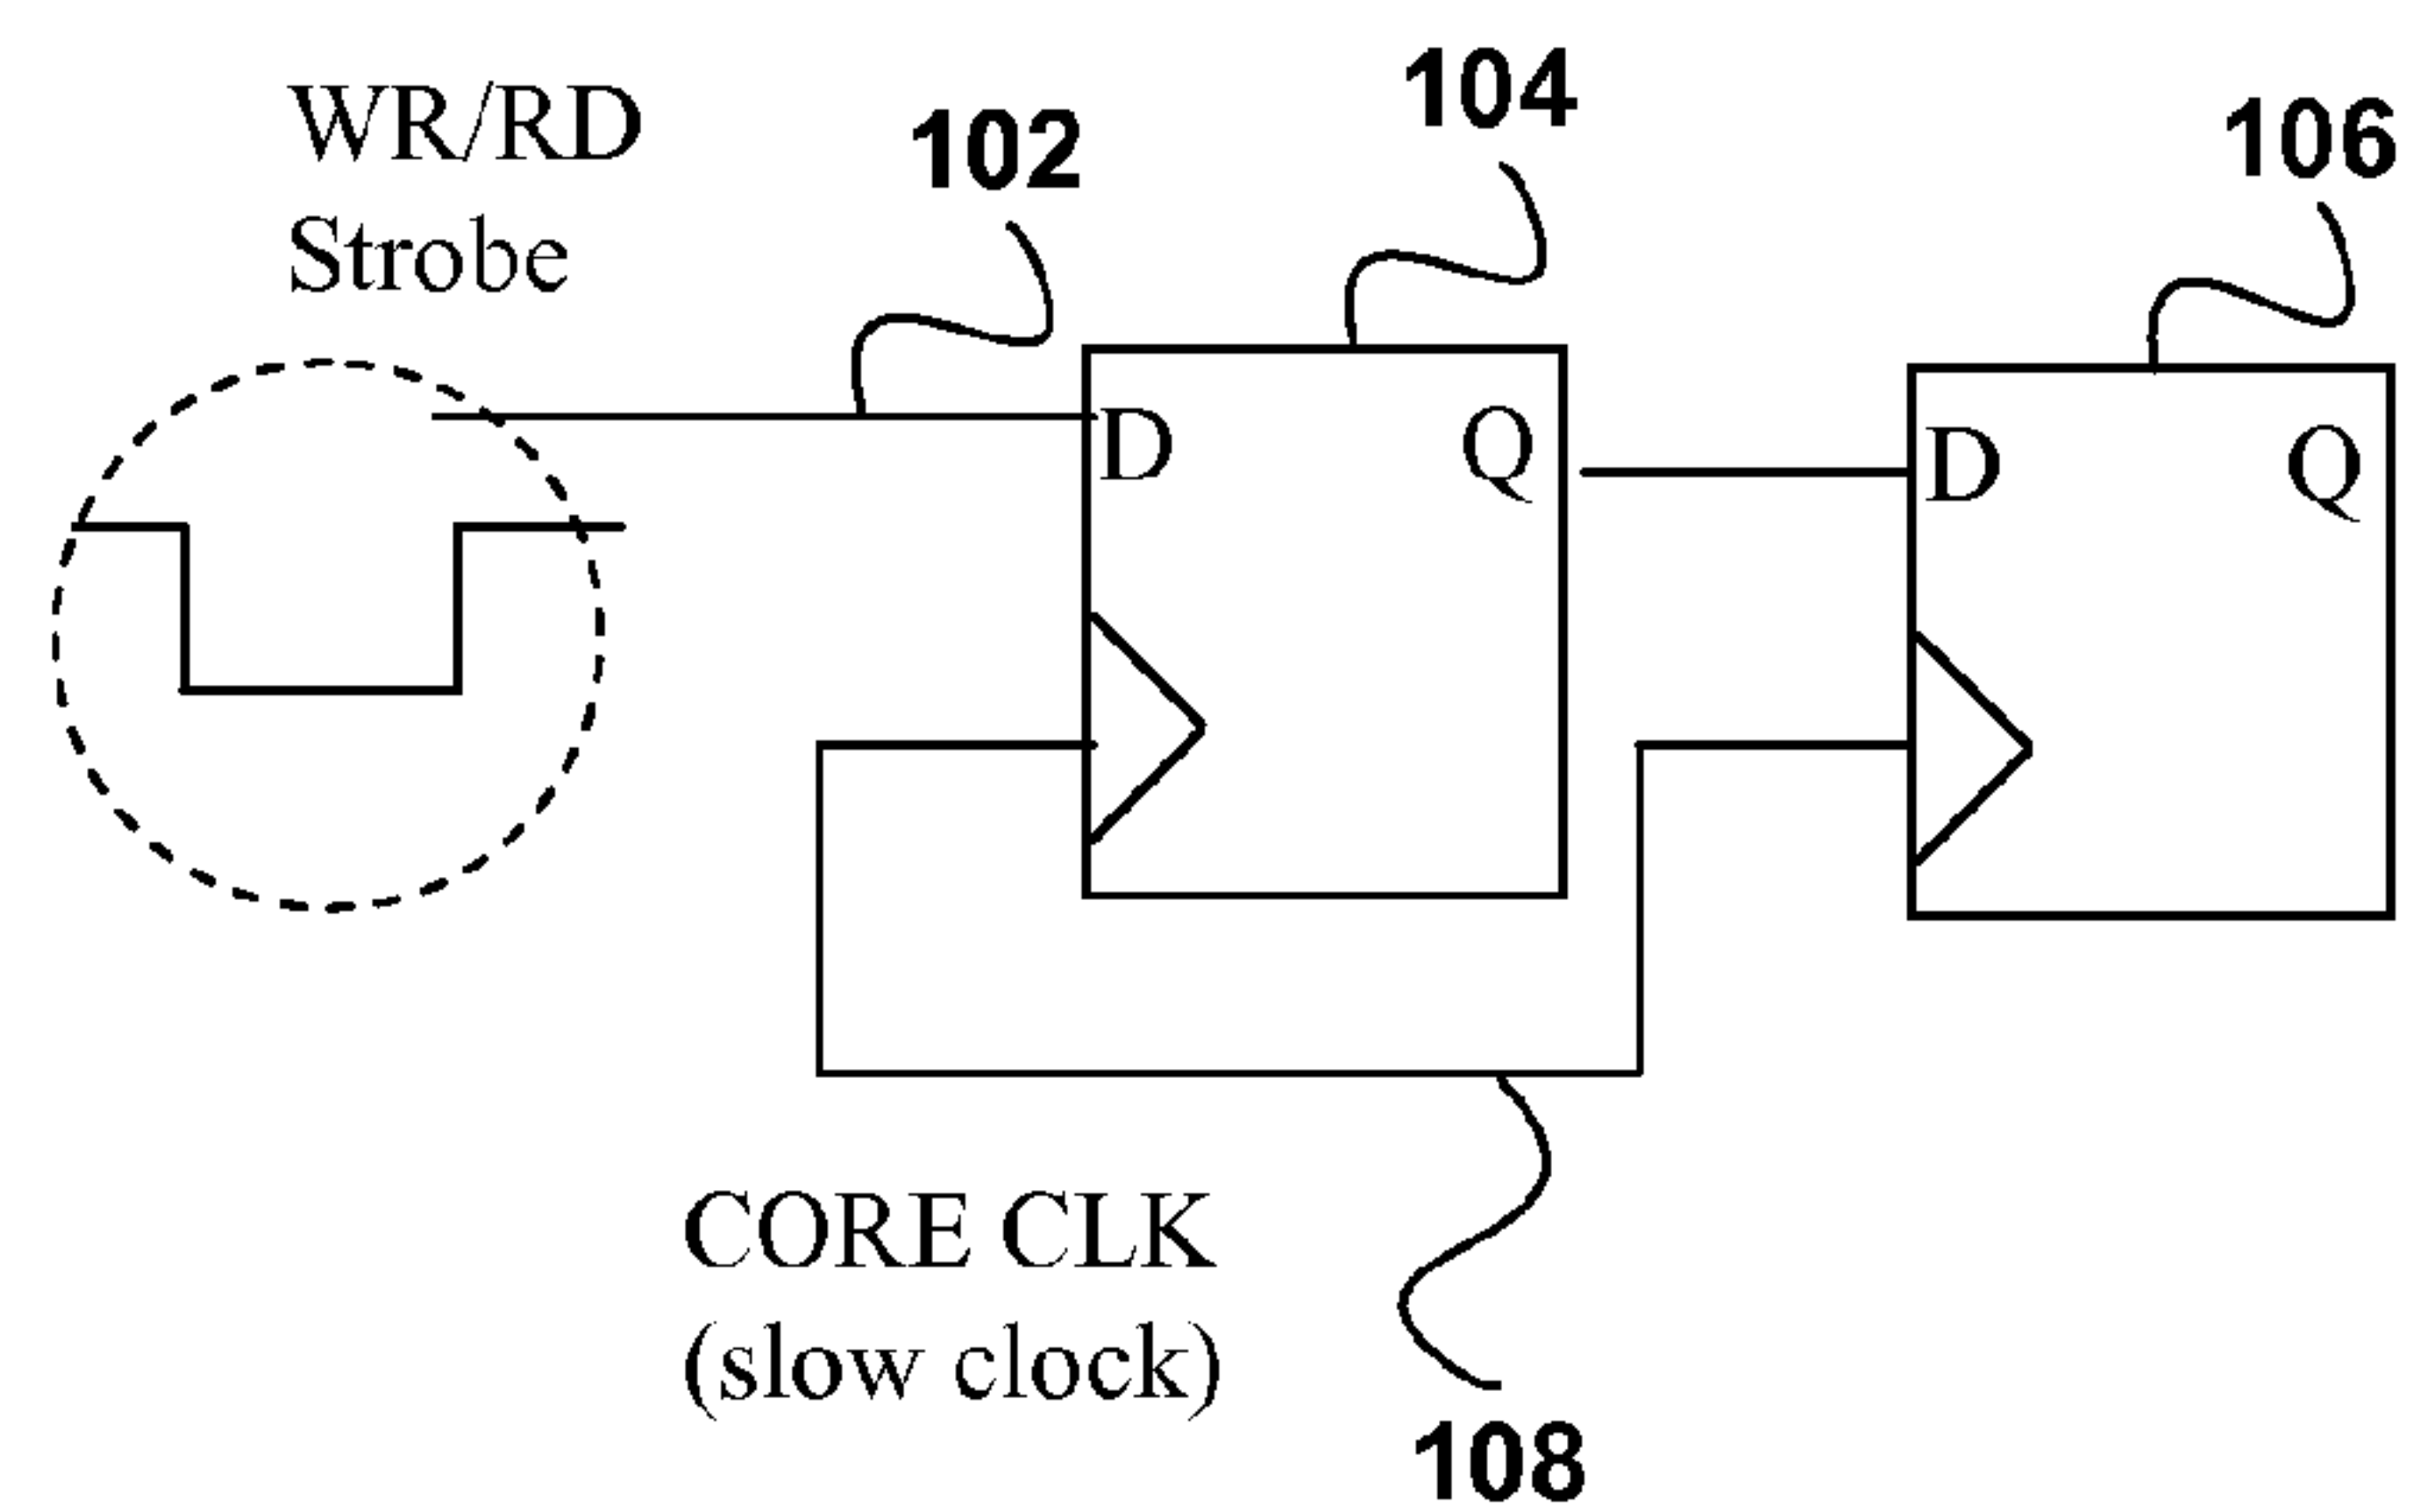 WR/RD
Strobe
102
104
106
D
Q
D
Q
CORE CLK
(slow clock)
108